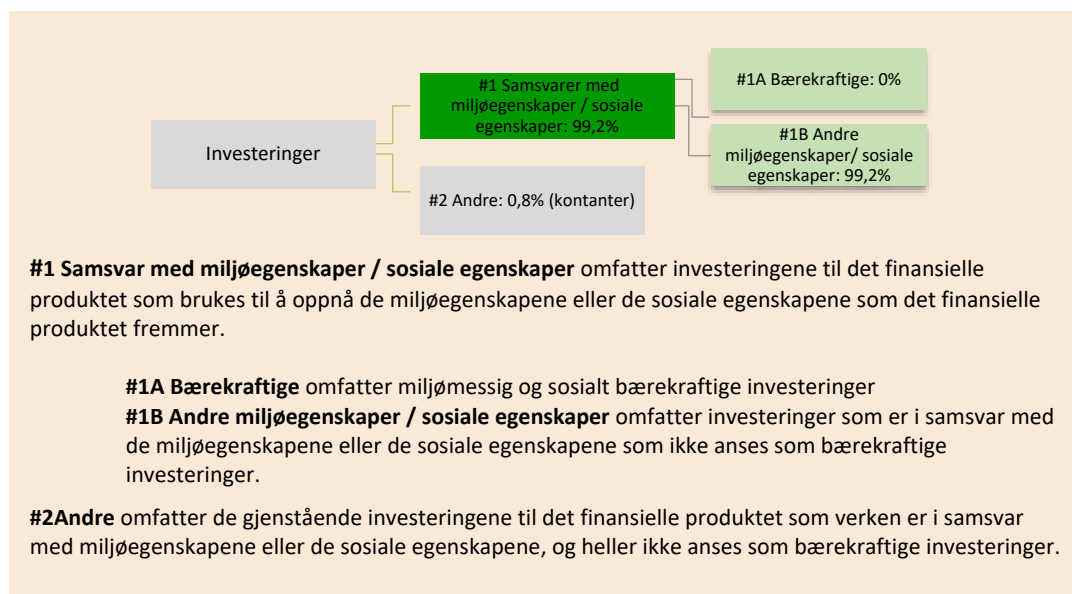 Investeringer
#1 Samsvarer med
miljøegenskaper / sosiale
egenskaper: 99,2%
#2 Andre: 0,8% (kontanter)
#1A Bærekraftige: 0%
#1B Andre
miljøegenskaper/ sosiale
egenskaper: 99,2%
#1 Samsvar med miljøegenskaper / sosiale egenskaper omfatter investeringene til det finansielle
produktet som brukes til å oppnå de miljøegenskapene eller de sosiale egenskapene som det finansielle
produktet fremmer.
#1A Bærekraftige omfatter miljømessig og sosialt bærekraftige investeringer
#1B Andre miljøegenskaper / sosiale egenskaper omfatter investeringer som er i samsvar med
de miljøegenskapene eller de sosiale egenskapene som ikke anses som bærekraftige
investeringer.
#2Andre omfatter de gjenstående investeringene til det finansielle produktet som verken er i samsvar
med miljøegenskapene eller de sosiale egenskapene, og heller ikke anses som bærekraftige investeringer.